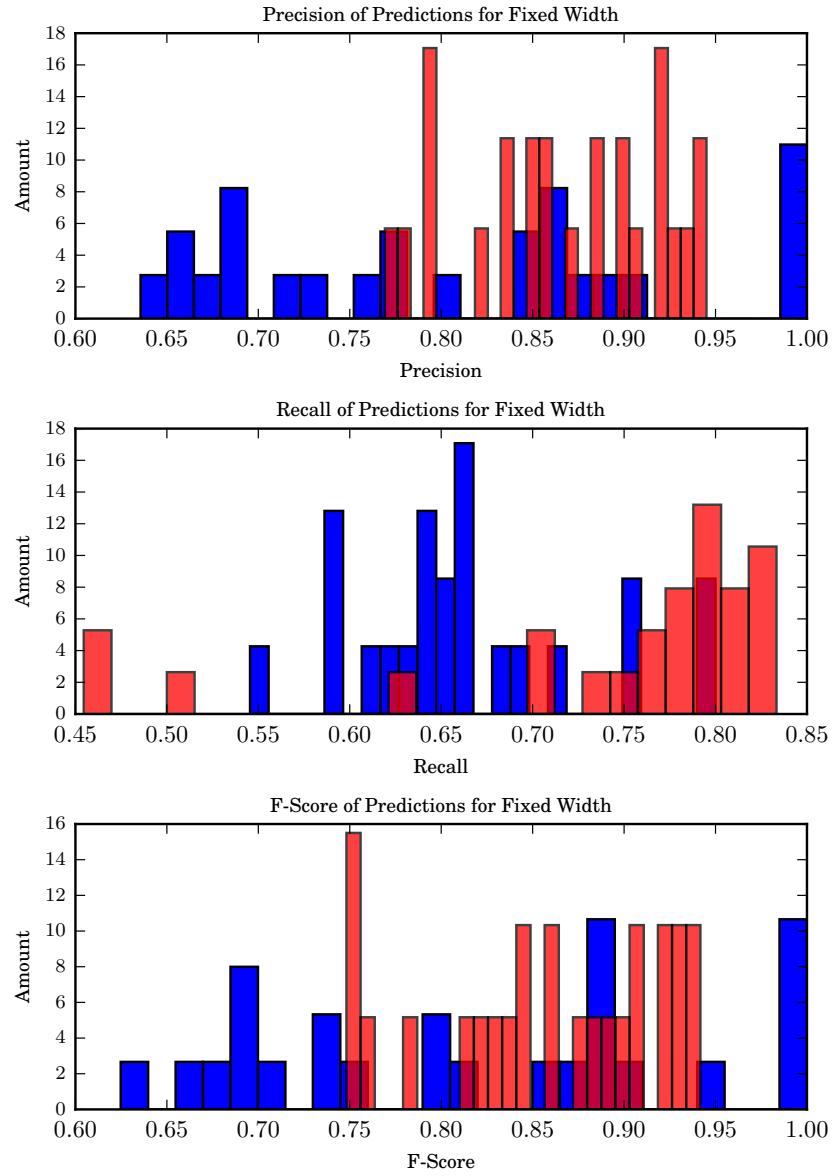 Precision of Predictions for Fixed Width
18
16
14
12
10
8
6
4
2
0
Amount
0.60 0.65 0.70 0.75 0.80 0.85 0.90 0.95 1.00
Precision
Recall of Predictions for Fixed Width
18
16
14
12
10
8
6
4
2
0
Amount
0.45 0.50 0.55 0.60 0.65 0.70 0.75 0.80 0.85
Recall
F-Score of Predictions for Fixed Width
16
14
12
10
8
6
4
2
0
Amount
0.60 0.65 0.70 0.75 0.80 0.85 0.90 0.95 1.00
F-Score